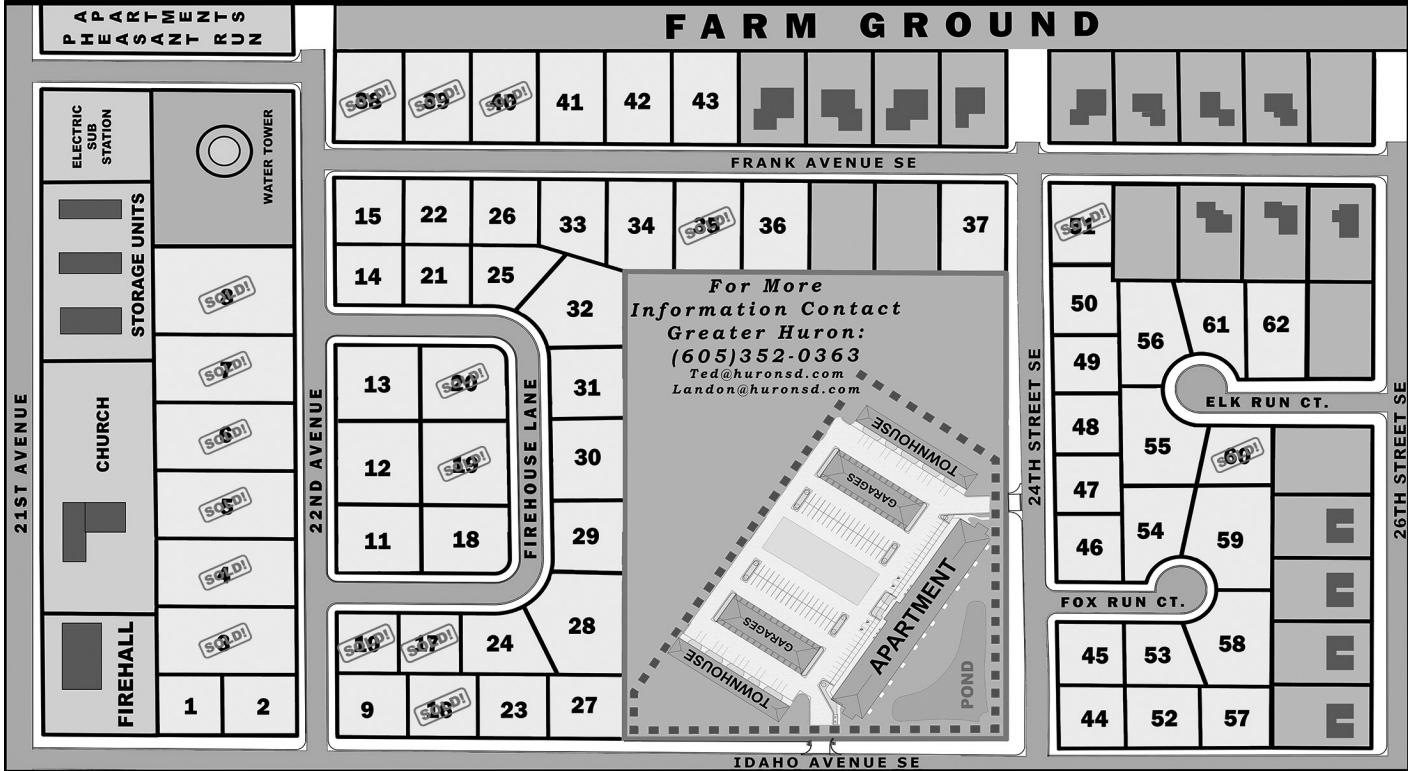 APARTMENTS
PHEASANT RUN
FARM GROUND
ELECTRIC
SUB
STATION
WATER TOWER
SOLD! 38
SOLD! 39
SOLD! 40
41
42
43
FRANK AVENUE SE
STORAGE UNITS
15
22
26
33
34
SOLD! 35
36
37
SOLD! 51
14
21
25
32
SOLD! 8
For More
Information Contact
Greater Huron:
(605)352-0363
Ted@huronsd.com
Landon@huronsd.com
50
56
61
62
SOLD! 7
13
SOLD! 20
31
49
ELK RUN CT.
CHURCH
SOLD! 6
12
SOLD! 19
30
48
55
SOLD! 60
21ST AVENUE
22ND AVENUE
FIREHOUSE LANE
24TH STREET SE
26TH STREET SE
SOLD! 5
11
18
29
47
46
54
59
TOWNHOUSE
GARAGES
APARTMENT
GARAGES
TOWNHOUSE
POND
SOLD! 4
FOX RUN CT.
FIREHALL
SOLD! 3
SOLD! 10
SOLD! 17
24
28
45
53
58
1
2
9
SOLD! 16
23
27
44
52
57
IDAHO AVENUE SE